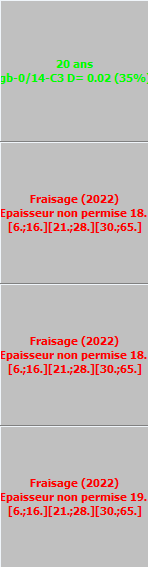 20 ans
gb-0/14-C3 D= 0.02 (35%)
Fraisage (2022)
Epaisseur non permise 18.
[6.;16.][21.;28.][30.;65.]
Fraisage (2022)
Epaisseur non permise 18.
[6.;16.][21.;28.][30.;65.]
Fraisage (2022)
Epaisseur non permise 19.
[6.;16.][21.;28.][30.;65.]